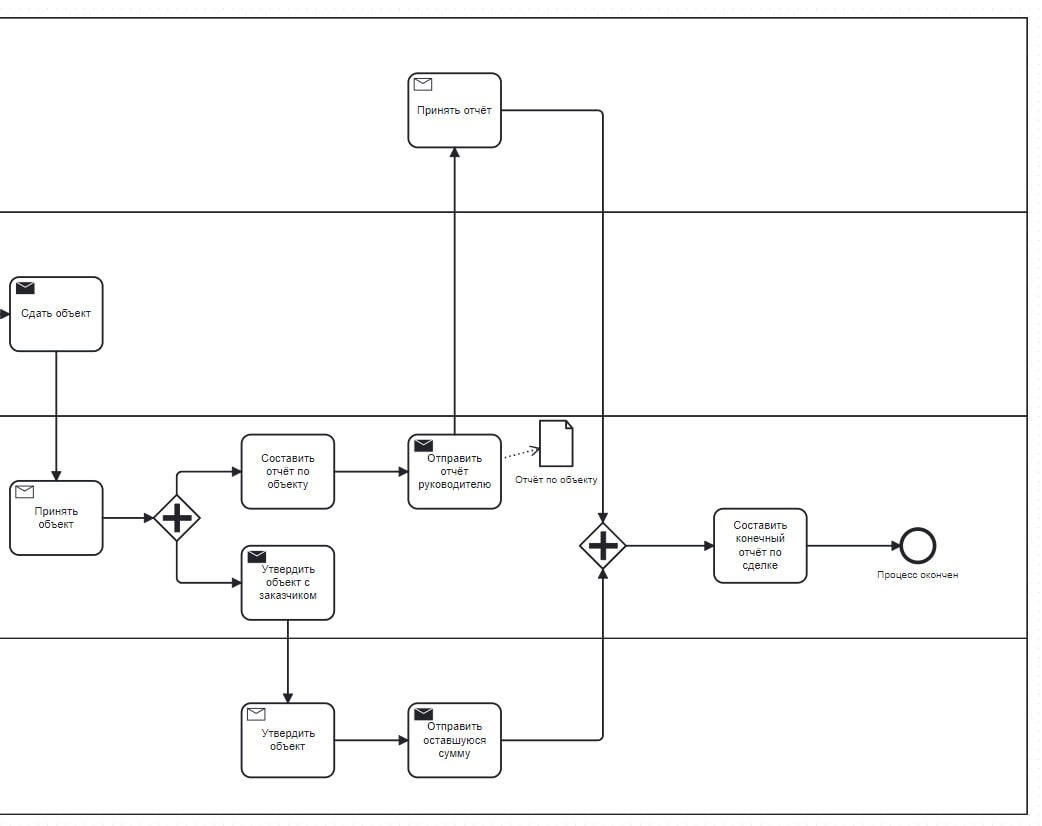 Принять отчёт
Сдать объект
Принять
объект
Составить
отчёт по
объекту
Отправить
отчёт
руководителю
Отчёт по объекту
Утвердить
объект с
заказчиком
Составить
конечный
отчёт по
сделке
Процесс окончен
Утвердить
объект
Отправить
оставшуюся
сумму